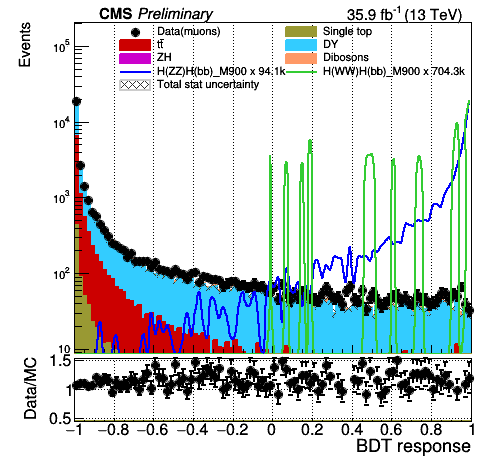 CMS Preliminary 35.9 fb⁻¹ (13 TeV)
Data(muons) Single top
tt̄ DY
ZH Dibosons
H(ZZ)H(bb)_M900 x 94.1k H(WW)H(bb)_M900 x 704.3k
Total stat uncertainty
Events
10⁵
10⁴
10³
10²
10
Data/MC
1.5
1
0.5
−1 −0.8 −0.6 −0.4 −0.2 0 0.2 0.4 0.6 0.8 1
BDT response